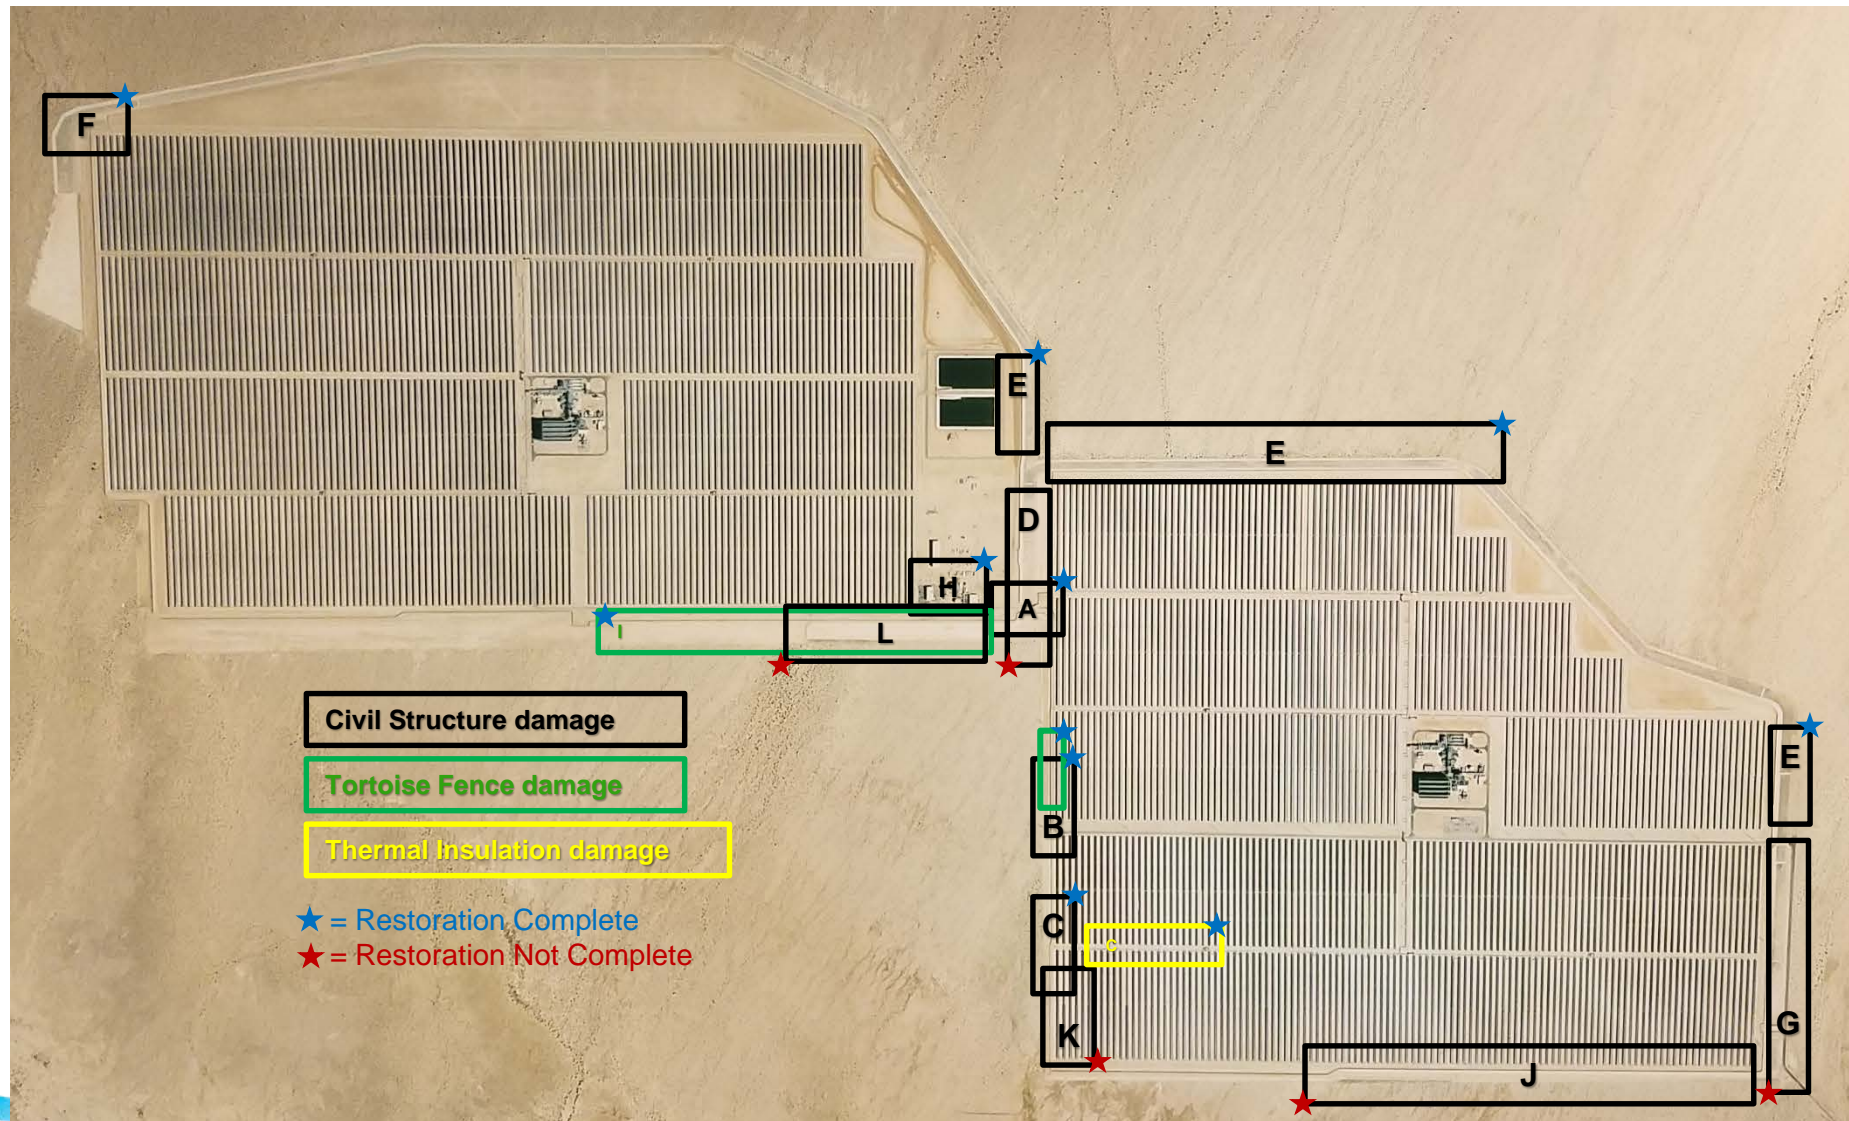 F
E
E
D
H
A
I
L
Civil Structure damage
E
Tortoise Fence damage
B
Thermal Insulation damage
= Restoration Complete
C
C
= Restoration Not Complete
G
K
J